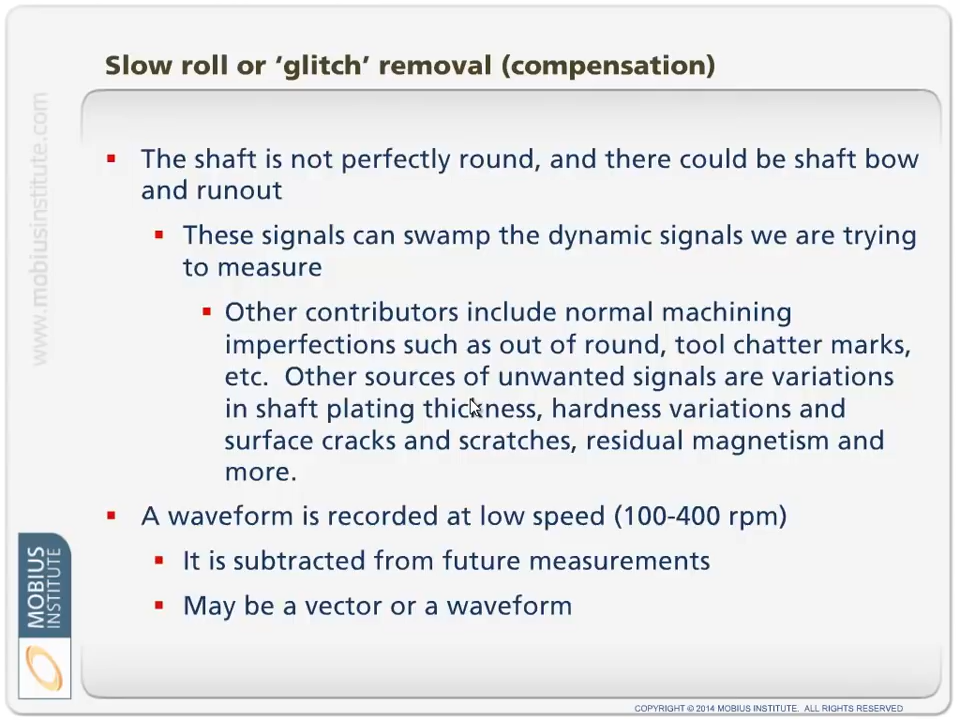 Slow roll or ‘glitch’ removal (compensation)
The shaft is not perfectly round, and there could be shaft bow
and runout
These signals can swamp the dynamic signals we are trying
to measure
Other contributors include normal machining
imperfections such as out of round, tool chatter marks,
etc.  Other sources of unwanted signals are variations
in shaft plating thickness, hardness variations and
surface cracks and scratches, residual magnetism and
more.
A waveform is recorded at low speed (100-400 rpm)
It is subtracted from future measurements
May be a vector or a waveform
www.mobiusinstitute.com
MOBIUS
INSTITUTE
COPYRIGHT © 2014 MOBIUS INSTITUTE.  ALL RIGHTS RESERVED